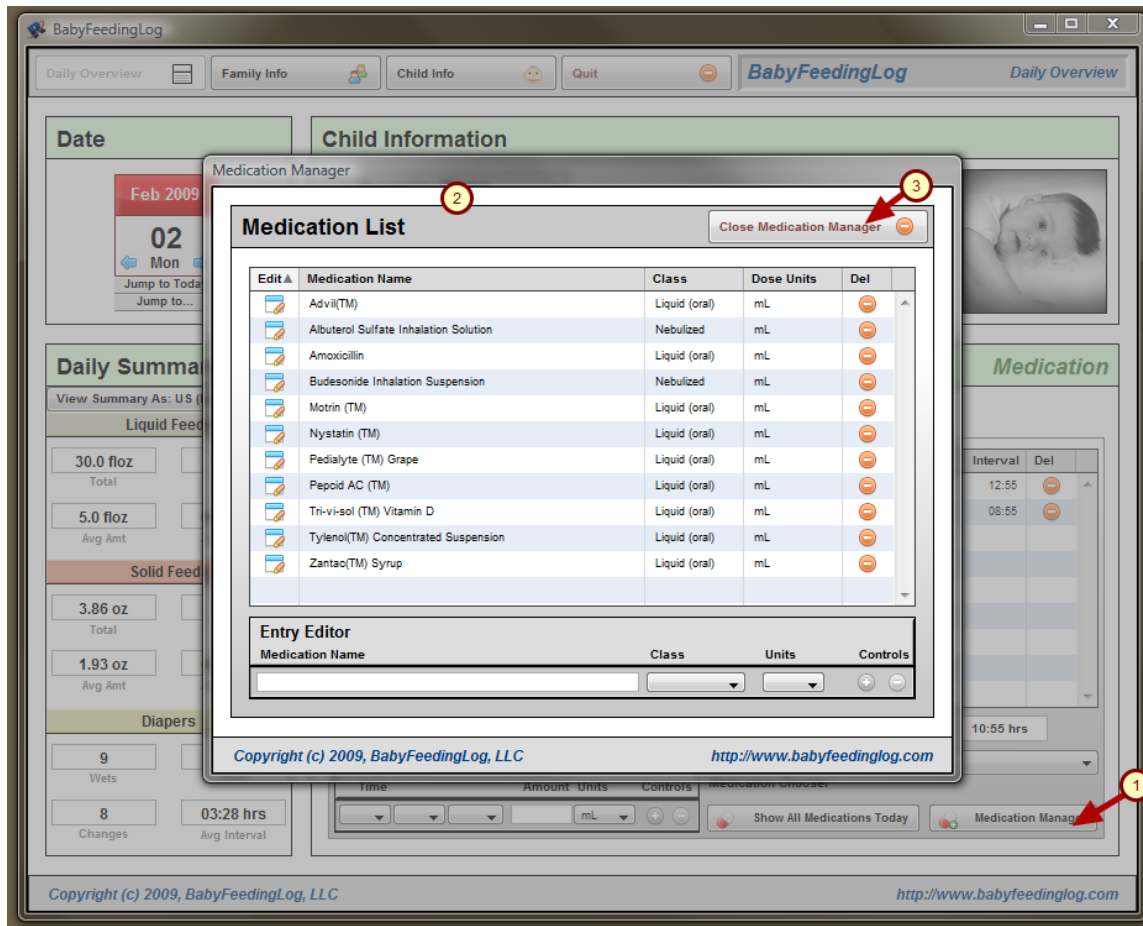 BabyFeedingLog
Daily Overview Family Info Child Info Quit BabyFeedingLog Daily Overview
Date Child Information
Medication Manager
Feb 2009
02
Mon
Jump to
Jump to...
2
3
Medication List Close Medication Manager
Edit Medication Name Class Dose Units Del
Advil(TM) Liquid (oral) mL
Albuterol Sulfate Inhalation Solution Nebulized mL
Amoxicillin Liquid (oral) mL
Budesonide Inhalation Suspension Nebulized mL
Motrin (TM) Liquid (oral) mL
Nystatin (TM) Liquid (oral) mL
Pedialyte (TM) Grape Liquid (oral) mL
Pepoid AC (TM) Liquid (oral) mL
Tri-vi-sol (TM) Vitamin D Liquid (oral) mL
Tylenol(TM) Concentrated Suspension Liquid (oral) mL
Zantac(TM) Syrup Liquid (oral) mL
Entry Editor
Medication Name Class Units Controls
Copyright (c) 2009, BabyFeedingLog, LLC http://www.babyfeedinglog.com
Daily
View Summary As: US
Liquid
30.0 floz
Total
5.0 floz
Avg Amt
Solid
3.86 oz
Total
1.93 oz
Avg Amt
Diapers
9
Wets
8 03:28 hrs
Changes Avg Interval
Medication
Interval Del
12:55
08:55
10:55 hrs
Time Amount Units Controls Medication Chooser
mL Show All Medications Today Medication
1
Copyright (c) 2009, BabyFeedingLog, LLC http://www.babyfeedinglog.com